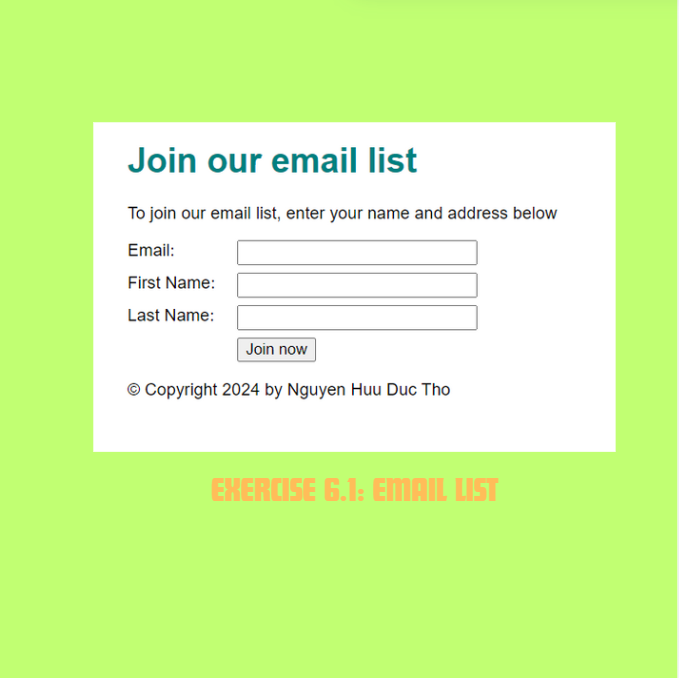 Join our email list
To join our email list, enter your name and address below
Email:
First Name:
Last Name:
Join now
© Copyright 2024 by Nguyen Huu Duc Tho
EXERCISE 6.1: EMAIL LIST